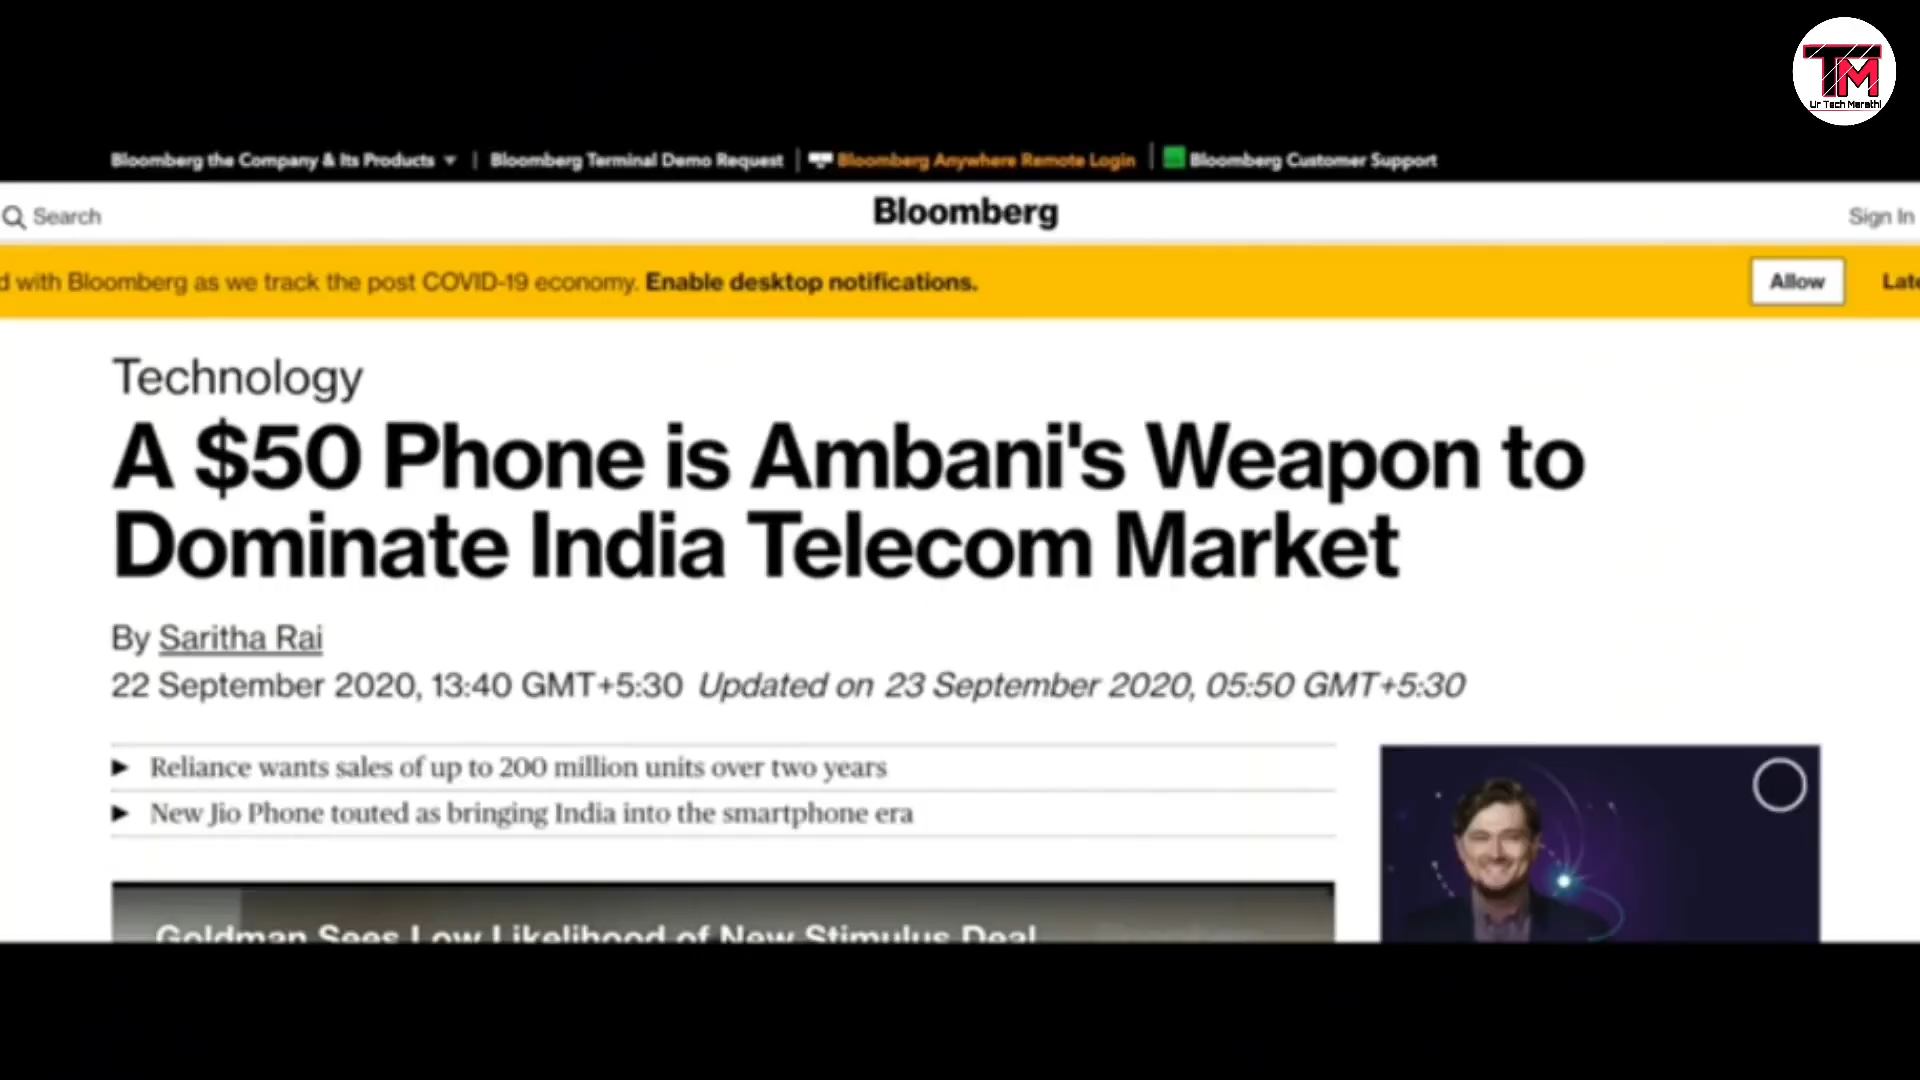 TM
Ur Tech Marathi
Bloomberg the Company & Its Products | Bloomberg Terminal Demo Request | Bloomberg Anywhere Remote Login | Bloomberg Customer Support
Search Bloomberg Sign In
d with Bloomberg as we track the post COVID-19 economy. Enable desktop notifications. Allow Late
Technology
A $50 Phone is Ambani's Weapon to
Dominate India Telecom Market
By Saritha Rai
22 September 2020, 13:40 GMT+5:30 Updated on 23 September 2020, 05:50 GMT+5:30
Reliance wants sales of up to 200 million units over two years
New Jio Phone touted as bringing India into the smartphone era
Goldman Sees Low Likelihood of New Stimulus Deal